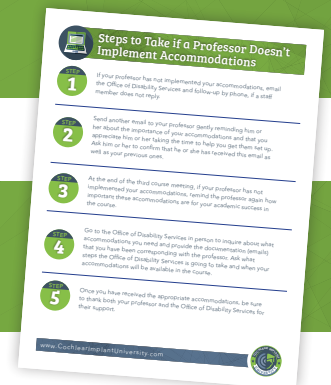 Steps to Take if a Professor Doesn't
Implement Accommodations
STEP
1
If your professor has not implemented your accommodations, email
the Office of Disability Services and follow-up by phone, if a staff
member does not reply.
STEP
2
Send another email to your professor gently reminding him or
her about the importance of your accommodations and that you
appreciate him or her taking the time to help you get them set up.
Ask him or her to confirm that he or she has received this email as
well as your previous ones.
STEP
3
At the end of the third course meeting, if your professor has not
implemented your accommodations, remind the professor again how
important these accommodations are for your academic success in
the course.
STEP
4
Go to the Office of Disability Services in person to inquire about what
accommodations you need and provide the documentation (emails)
that you have been corresponding with the professor. Ask what
steps the Office of Disability Services is going to take and when your
accommodations will be available in the course.
STEP
5
Once you have received the appropriate accommodations, be sure
to thank both your professor and the Office of Disability Services for
their support.
www.CochlearImplantUniversity.com